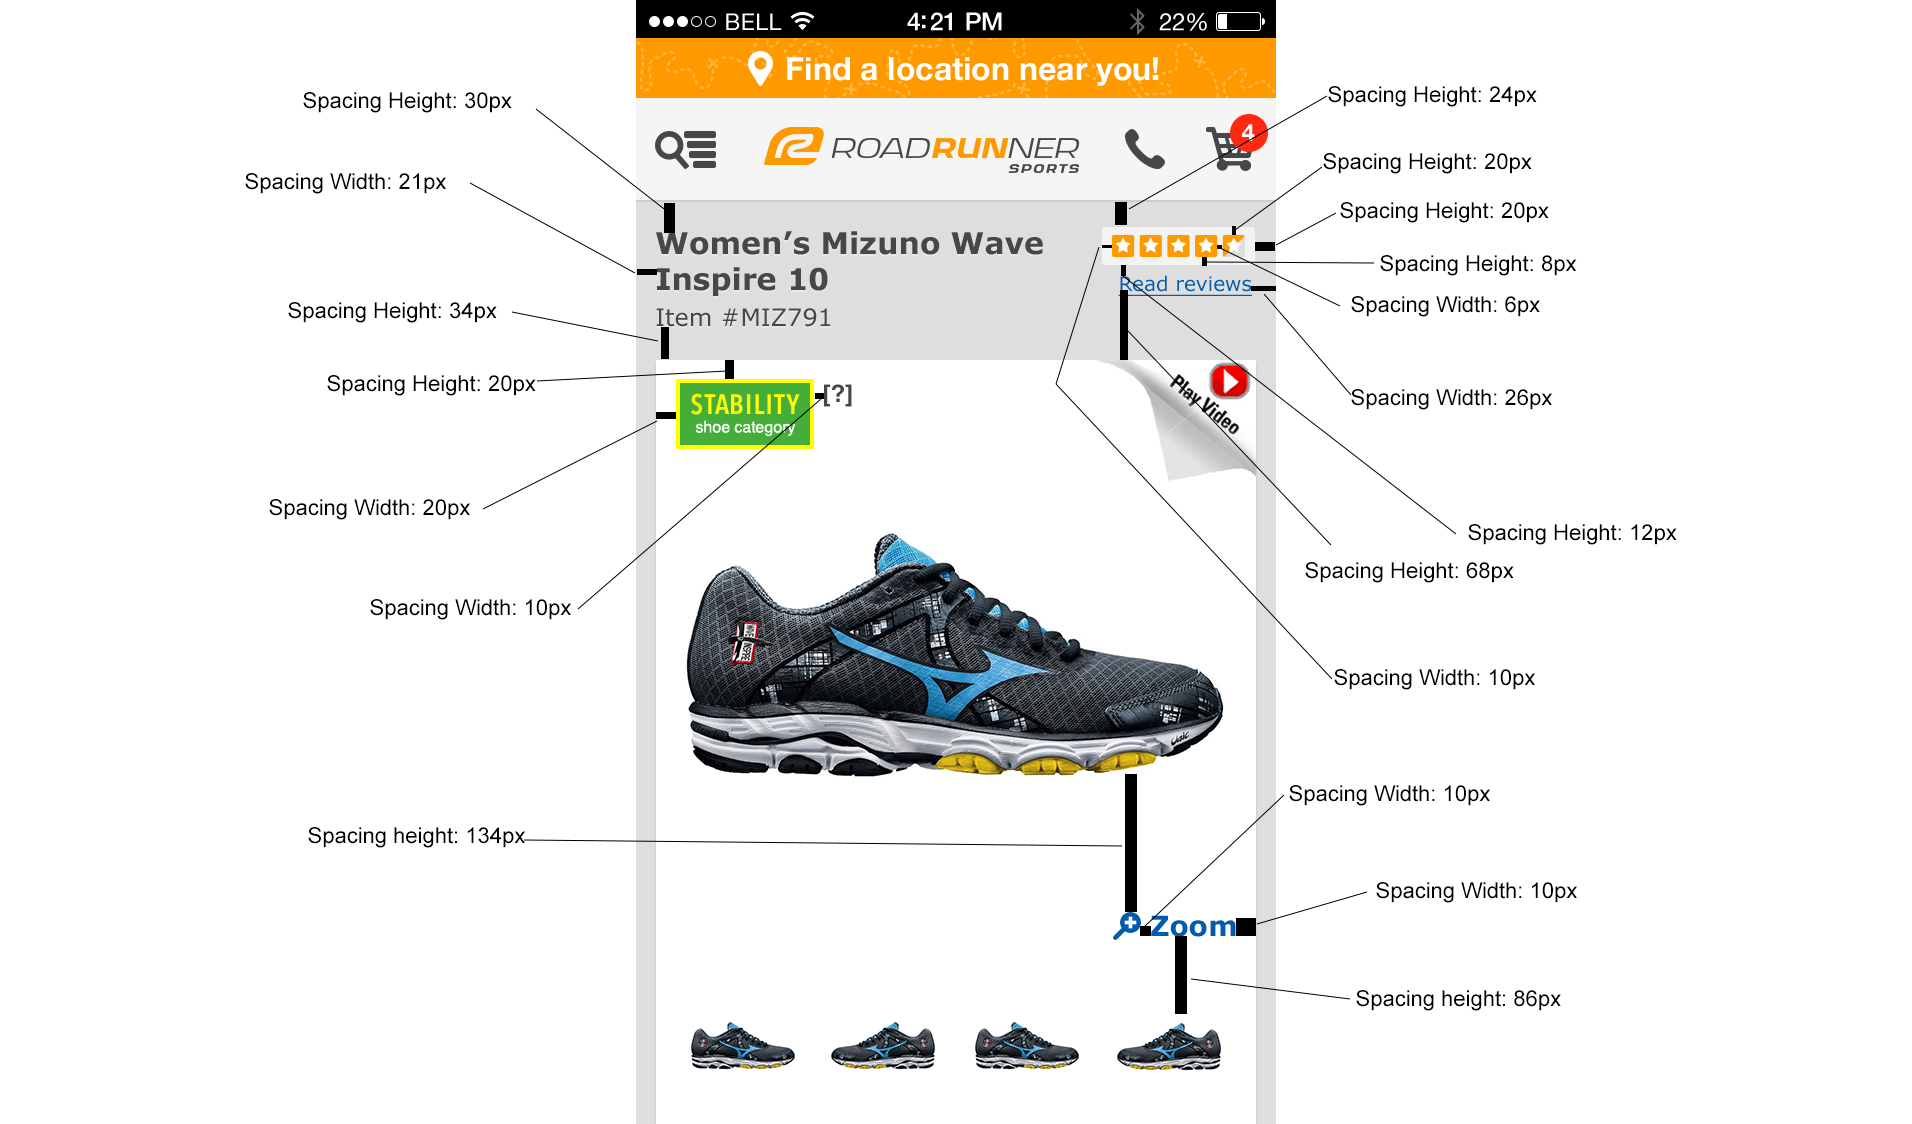 BELL 4:21 PM 22%
Find a location near you!
Spacing Height: 30px
Spacing Height: 24px
4
ROADRUNNER
SPORTS
Spacing Height: 20px
Spacing Width: 21px
Spacing Height: 20px
Women’s Mizuno Wave
Inspire 10
Item #MIZ791
Read reviews
Spacing Height: 8px
Spacing Width: 6px
Spacing Height: 34px
Spacing Height: 20px
STABILITY
shoe category
[?]
Play Video
Spacing Width: 26px
Spacing Width: 20px
Spacing Height: 12px
Spacing Height: 68px
Spacing Width: 10px
Spacing Width: 10px
Spacing Width: 10px
Spacing height: 134px
Spacing Width: 10px
Zoom
Spacing height: 86px